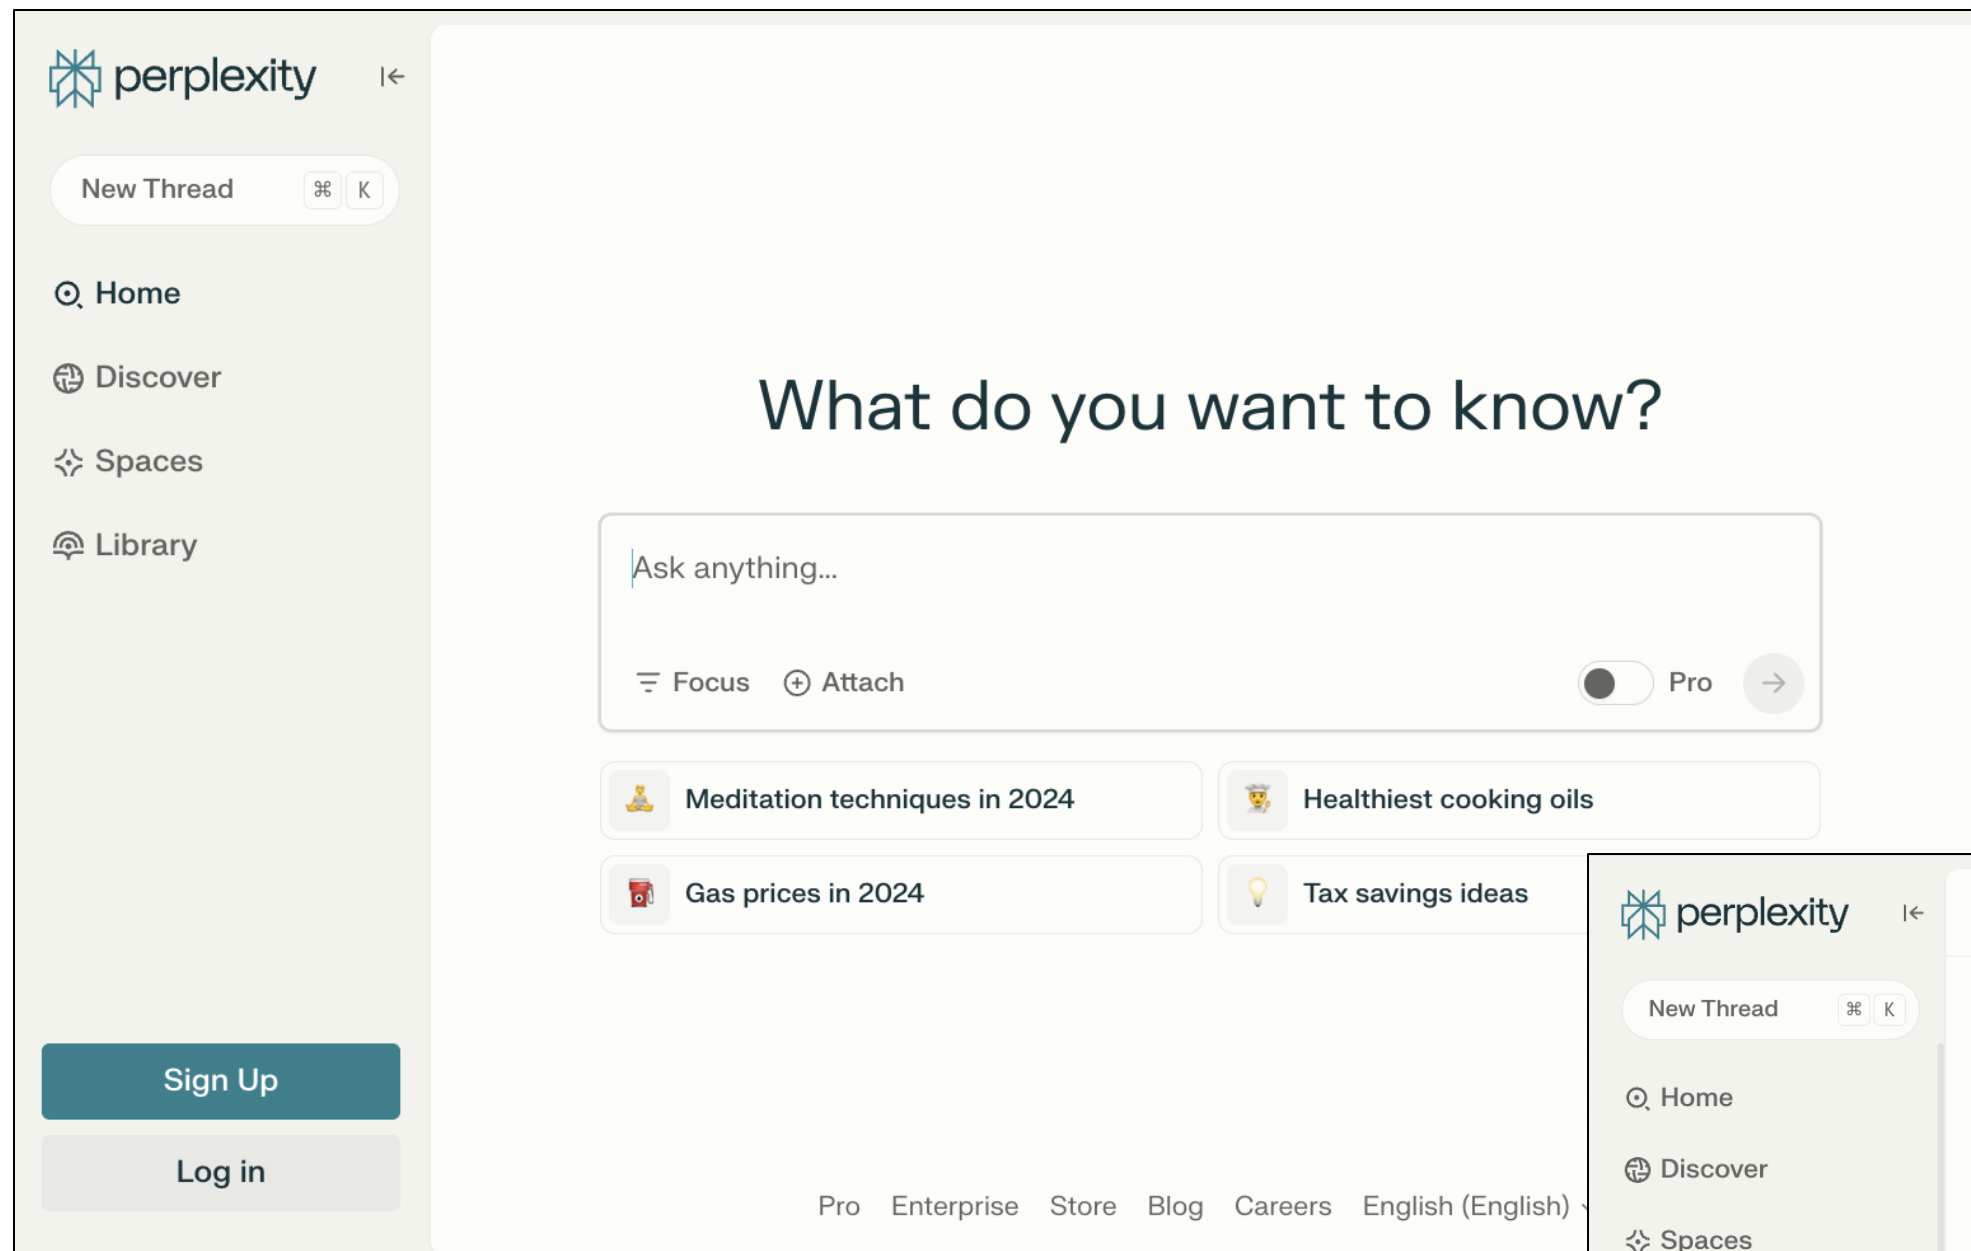 perplexity
New Thread ⌘ K
Home
Discover
Spaces
Library
Sign Up
Log in
What do you want to know?
Ask anything...
Focus Attach Pro
Meditation techniques in 2024
Healthiest cooking oils
Gas prices in 2024
Tax savings ideas
Pro Enterprise Store Blog Careers English (English)
perplexity
New Thread ⌘ K
Home
Discover
Spaces